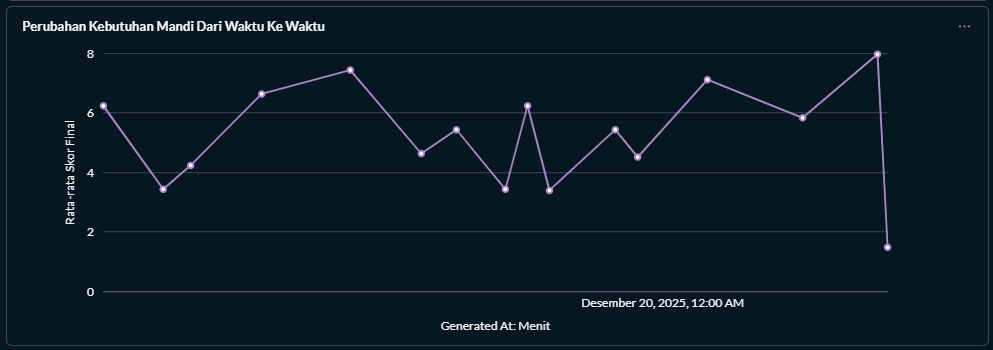 Perubahan Kebutuhan Mandi Dari Waktu Ke Waktu
...
8
6
4
2
0
Rata-rata Skor Final
Desember 20, 2025, 12:00 AM
Generated At: Menit